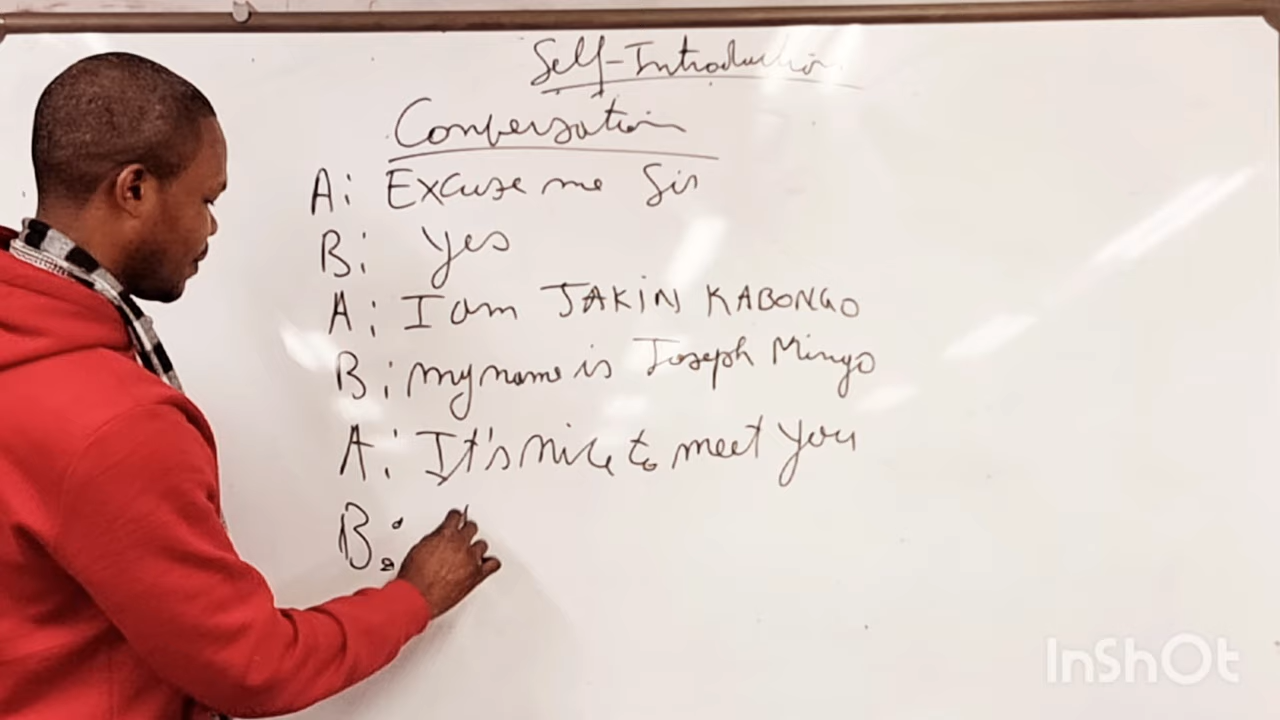 Self-Introduction
Conversation
A: Excuse me Sir
B: Yes
A: I am JAKIN KABONGO
B: my name is Joseph Mingo
A: It's nice to meet you
B:
InShOt